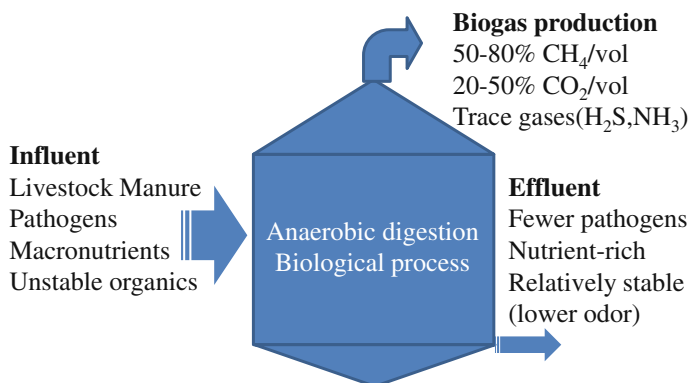 Biogas production
50-80% CH₄/vol
20-50% CO₂/vol
Trace gases(H₂S,NH₃)
Influent
Livestock Manure
Pathogens
Macronutrients
Unstable organics
Anaerobic digestion
Biological process
Effluent
Fewer pathogens
Nutrient-rich
Relatively stable
(lower odor)